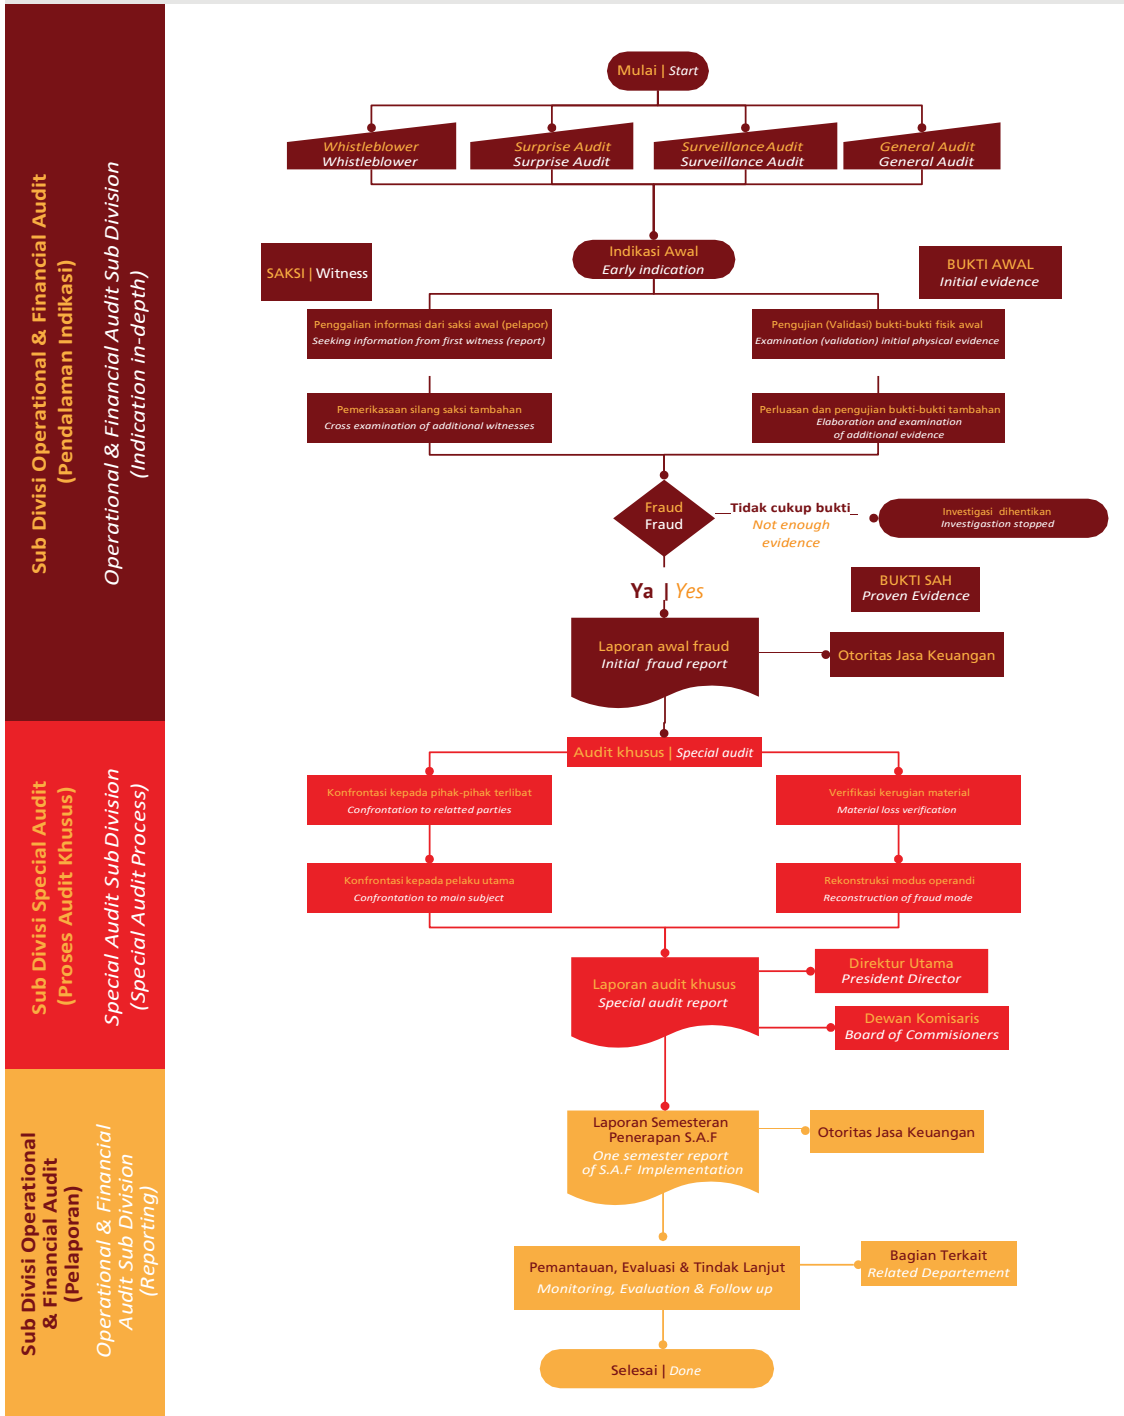 Sub Divisi Operational & Financial Audit
(Pendalaman Indikasi)
Operational & Financial Audit Sub Division
(Indication in-depth)
Mulai | Start
Whistleblower
Whistleblower
Surprise Audit
Surprise Audit
Surveillance Audit
Surveillance Audit
General Audit
General Audit
SAKSI | Witness
Indikasi Awal
Early indication
BUKTI AWAL
Initial evidence
Penggalian informasi dari saksi awal (pelapor)
Seeking information from first witness (report)
Pengujian (Validasi) bukti-bukti fisik awal
Examination (validation) initial physical evidence
Pemerikasaan silang saksi tambahan
Cross examination of additional witnesses
Perluasan dan pengujian bukti-bukti tambahan
Elaboration and examination
of additional evidence
Fraud
Fraud
Tidak cukup bukti
Not enough
evidence
Investigasi dihentikan
Investigastion stopped
Ya | Yes
BUKTI SAH
Proven Evidence
Laporan awal fraud
Initial fraud report
Otoritas Jasa Keuangan
Sub Divisi Special Audit
(Proses Audit Khusus)
Special Audit Sub Division
(Special Audit Process)
Audit khusus | Special audit
Konfrontasi kepada pihak-pihak terlibat
Confrontation to relatted parties
Verifikasi kerugian material
Material loss verification
Konfrontasi kepada pelaku utama
Confrontation to main subject
Rekonstruksi modus operandi
Reconstruction of fraud mode
Laporan audit khusus
Special audit report
Direktur Utama
President Director
Dewan Komisaris
Board of Commisioners
Sub Divisi Operational
& Financial Audit
(Pelaporan)
Operational & Financial
Audit Sub Division
(Reporting)
Laporan Semesteran
Penerapan S.A.F
One semester report
of S.A.F Implementation
Otoritas Jasa Keuangan
Pemantauan, Evaluasi & Tindak Lanjut
Monitoring, Evaluation & Follow up
Bagian Terkait
Related Departement
Selesai | Done